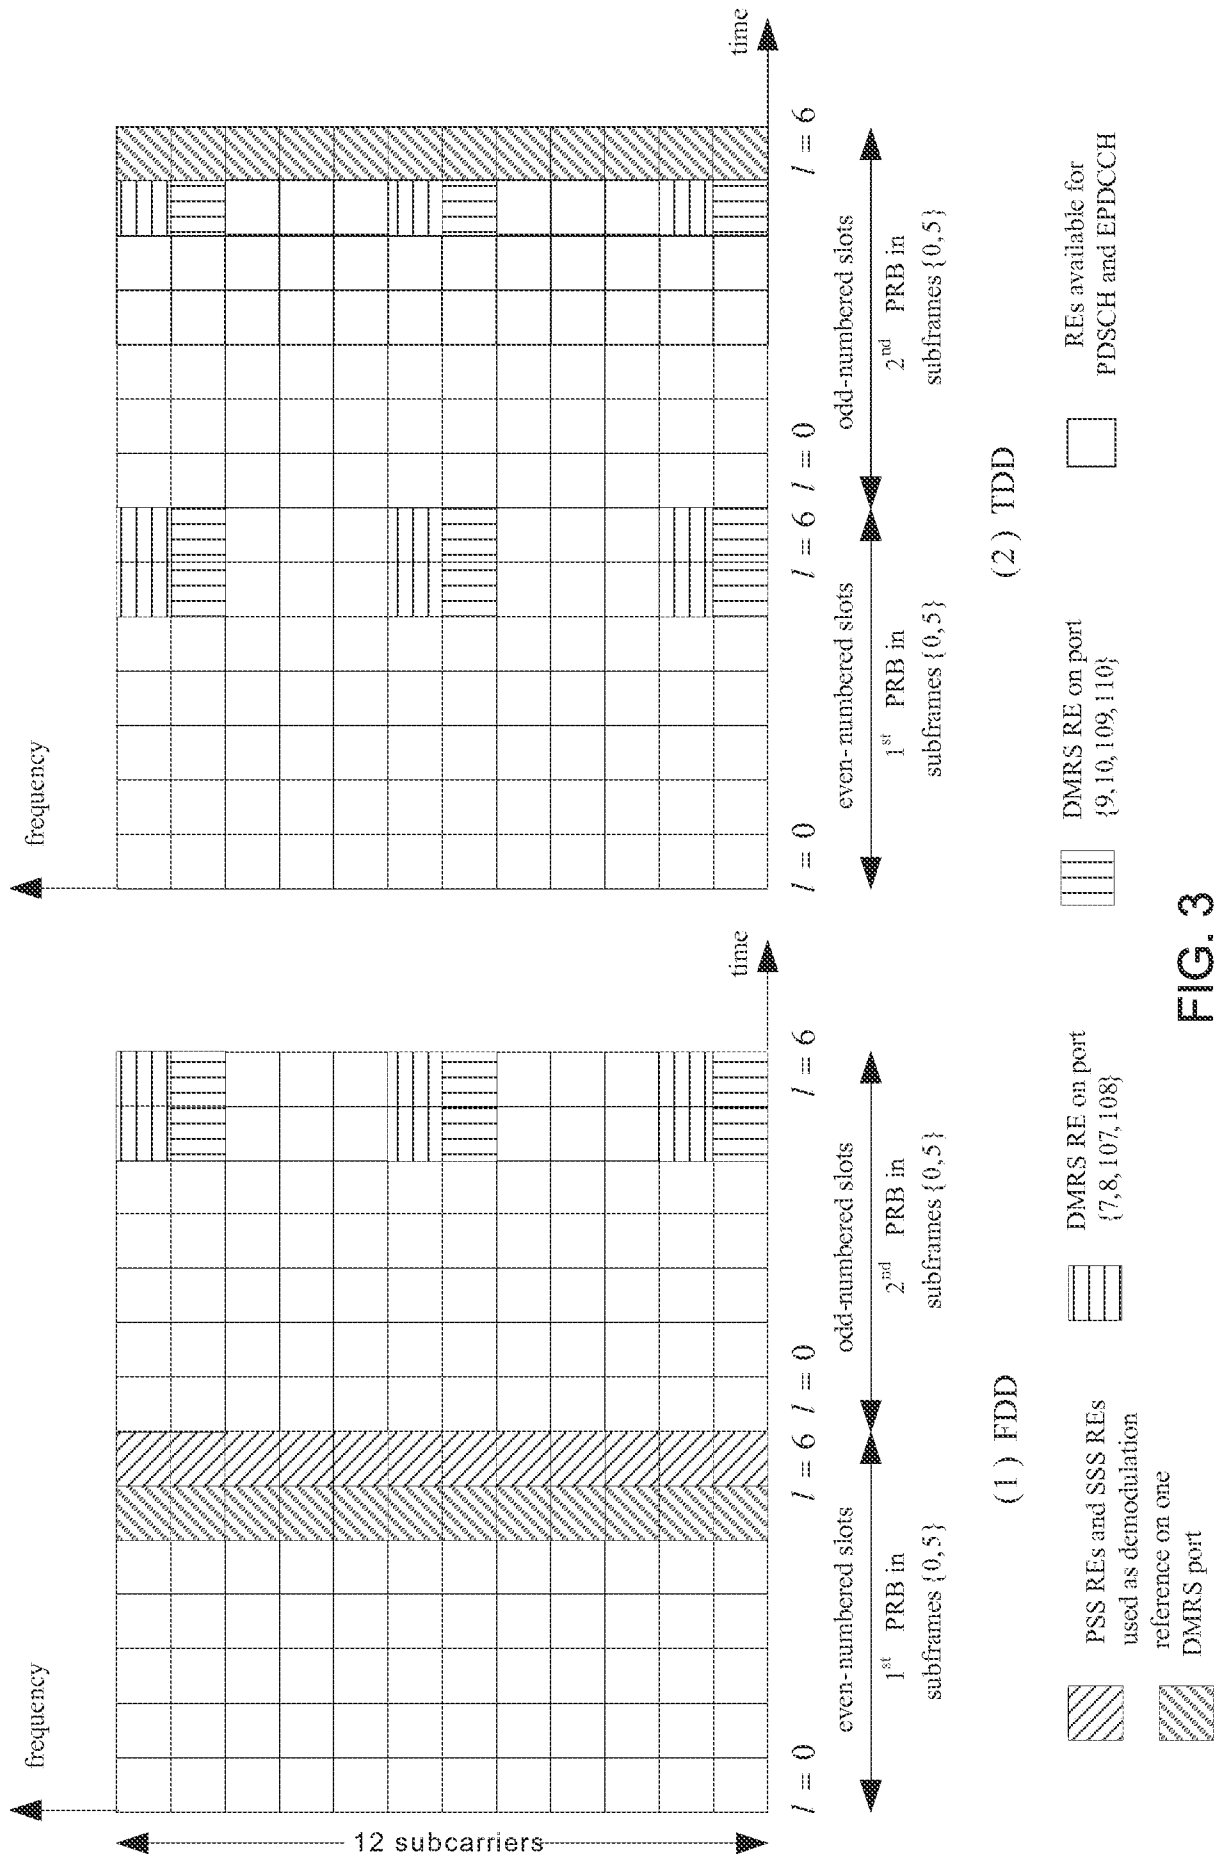 frequency
12 subcarriers
time
l = 0
l = 6
l = 0
l = 6
even-numbered slots
1st PRB in
subframes {0,5}
odd-numbered slots
2nd PRB in
subframes {0,5}
(1) FDD
frequency
time
l = 0
l = 6
l = 0
l = 6
even-numbered slots
1st PRB in
subframes {0,5}
odd-numbered slots
2nd PRB in
subframes {0,5}
(2) TDD
PSS REs and SSS REs
used as demodulation
reference on one
DMRS port
DMRS RE on port
{7,8,107,108}
DMRS RE on port
{9,10,109,110}
REs available for
PDSCH and EPDCCH
FIG. 3